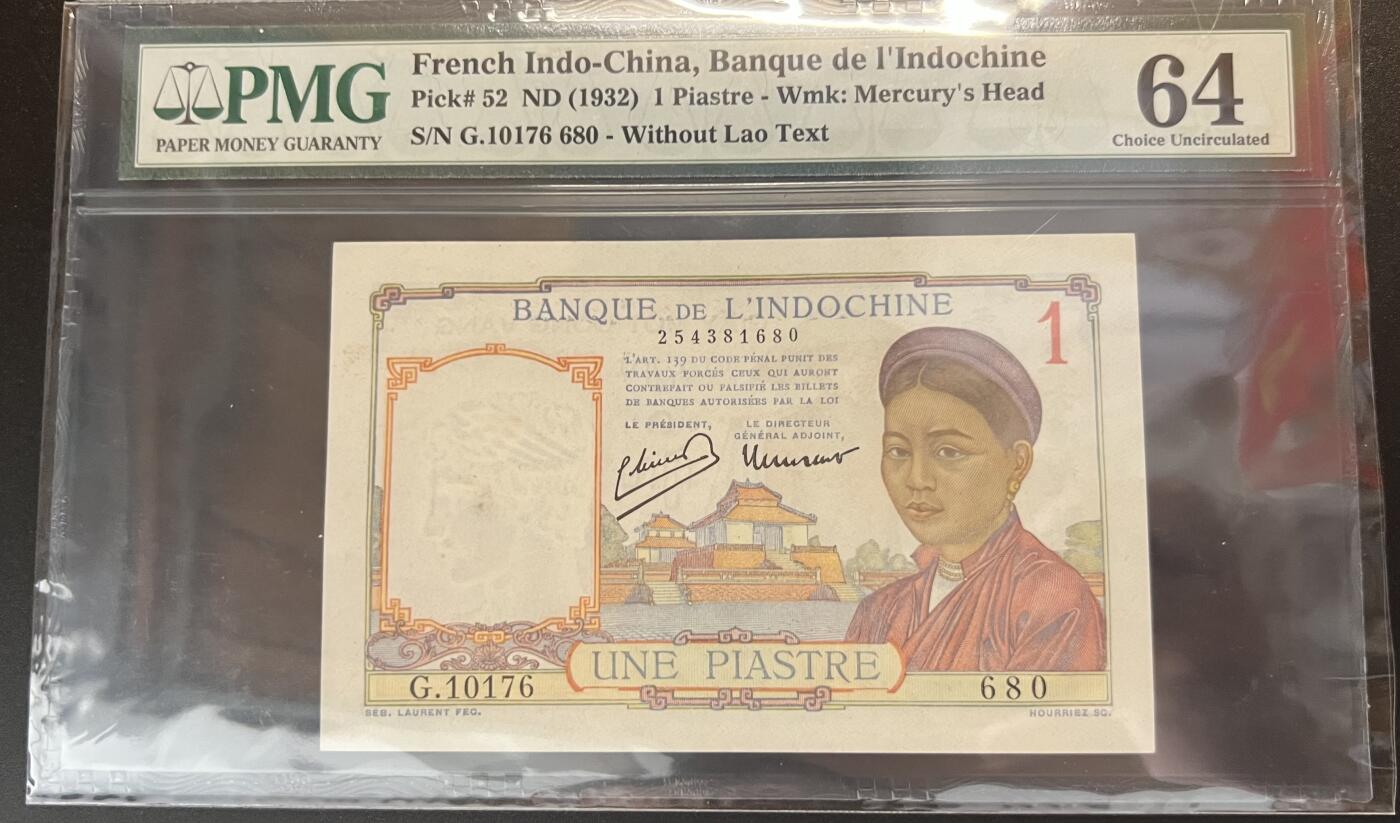 PMG
PAPER MONEY GUARANTY
French Indo-China, Banque de l'Indochine
Pick# 52 ND (1932) 1 Piastre - Wmk: Mercury's Head
S/N G.10176 680 - Without Lao Text
64
Choice Uncirculated
BANQUE DE L'INDOCHINE
254381680
1
L'ART. 139 DU CODE PÉNAL PUNIT DES
TRAVAUX FORCÉS CEUX QUI AURONT
CONTREFAIT OU FALSIFIÉ LES BILLETS
DE BANQUES AUTORISÉES PAR LA LOI
LE PRÉSIDENT,
LE DIRECTEUR
GÉNÉRAL ADJOINT,
UNE PIASTRE
G.10176
680
SÉB. LAURENT FEC.
HOURRIEZ SC.